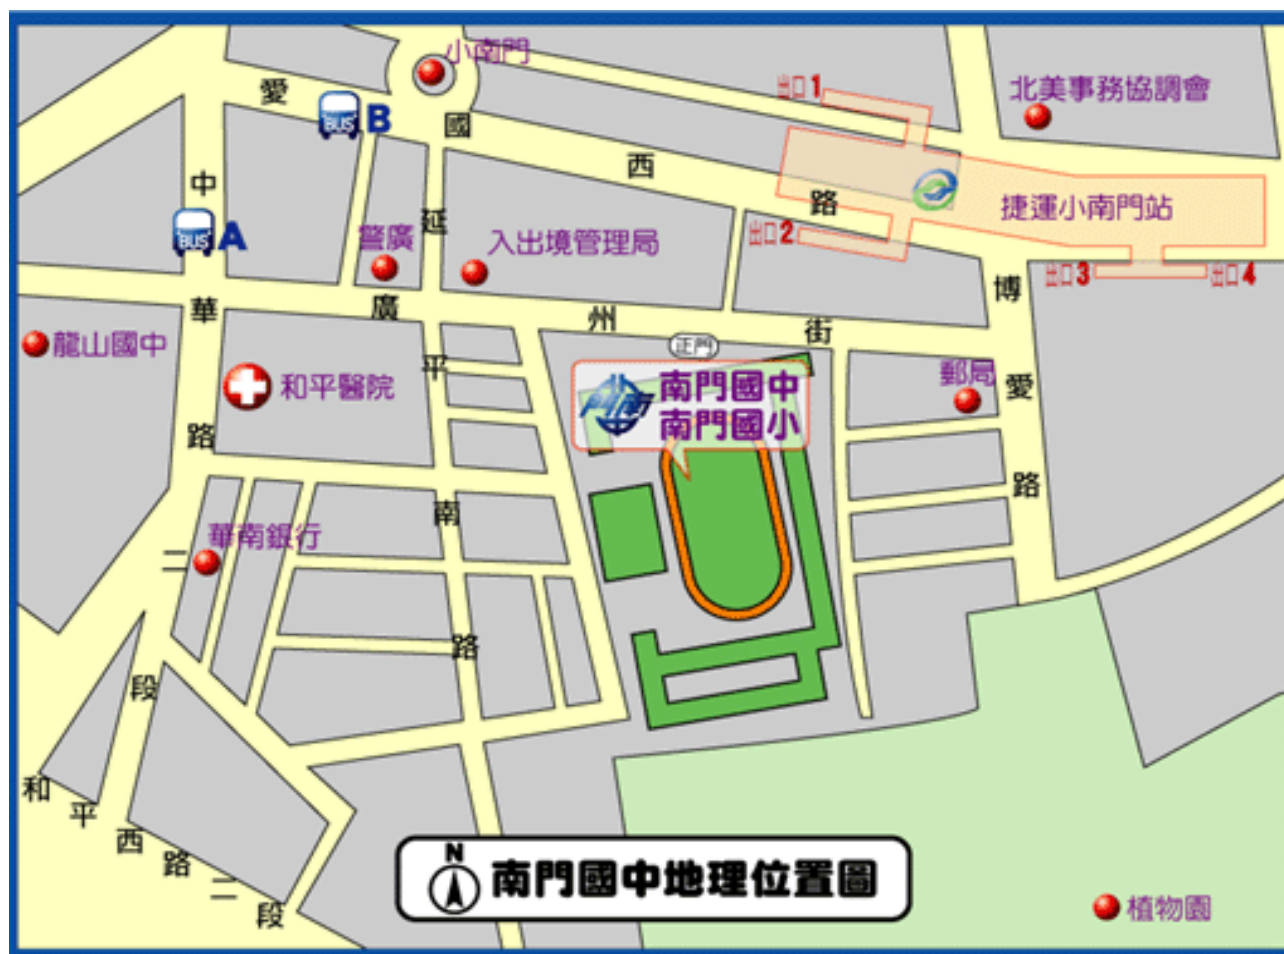 小南門
出口1
北美事務協調會
愛國西路
BUS B
中華路二段
BUS A
捷運小南門站
出口2
出口3
出口4
警廣
延平南路
入出境管理局
廣州街
博愛路
正門
龍山國中
和平醫院
南門國中
南門國小
郵局
華南銀行
和平西路二段
N
南門國中地理位置圖
植物園